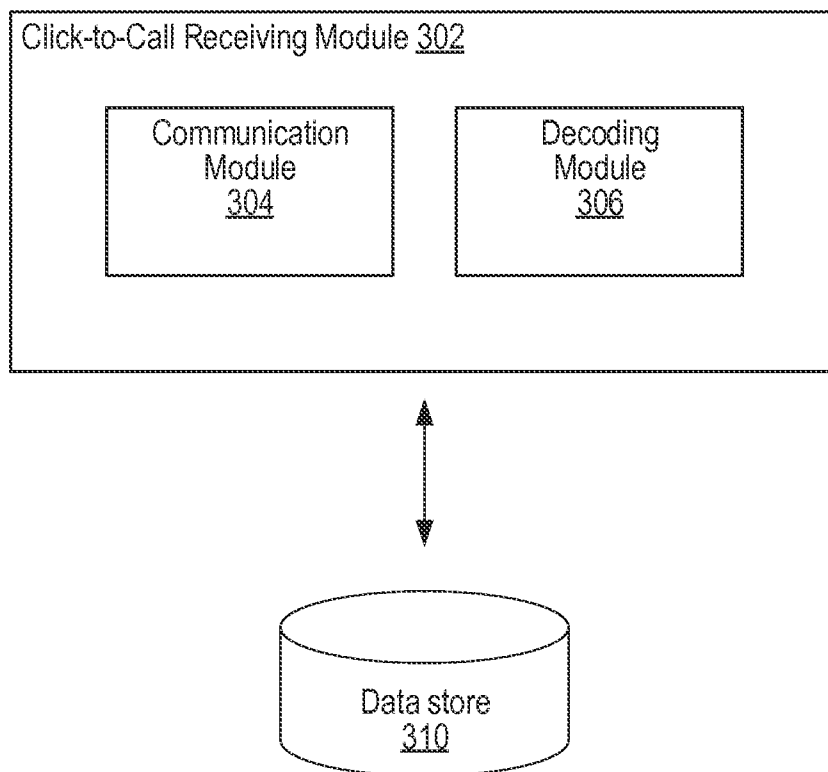 Click-to-Call Receiving Module 302
Communication
Module
304
Decoding
Module
306
Data store
310